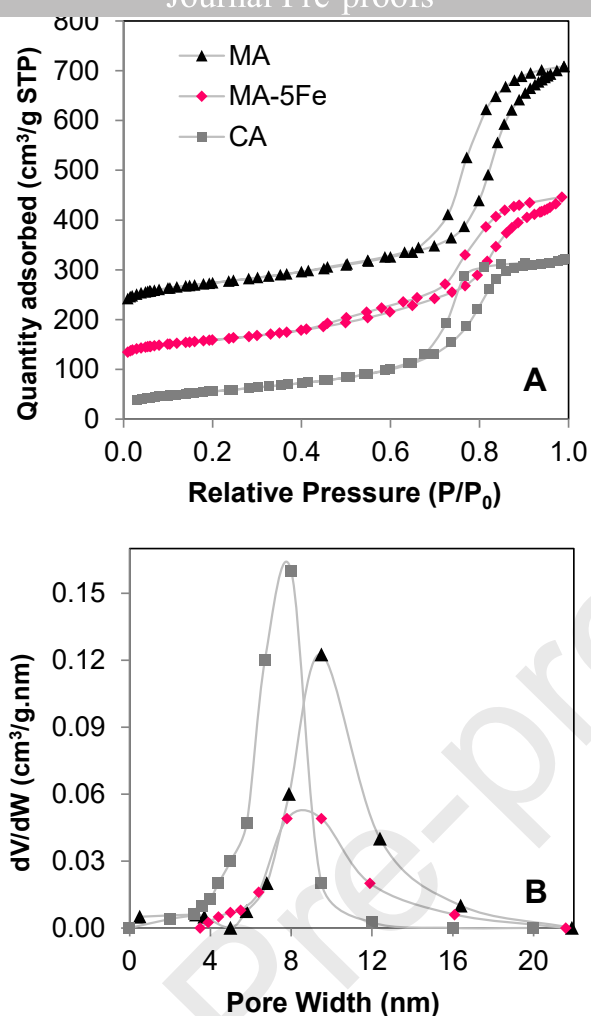 Journal Pre-proofs
800
700
600
500
400
300
200
100
0
Quantity adsorbed (cm³/g STP)
MA
MA-5Fe
CA
A
0.0 0.2 0.4 0.6 0.8 1.0
Relative Pressure (P/P₀)
0.15
0.12
0.09
0.06
0.03
0.00
dV/dW (cm³/g.nm)
B
0 4 8 12 16 20
Pore Width (nm)
Pre-pro